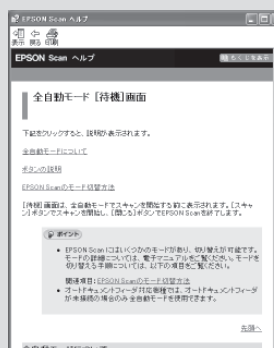 EPSON Scan ヘルプ
表示 戻る 印刷
EPSON Scan ヘルプ
もくじを表示
全自動モード [待機] 画面
下記をクリックすると、説明が表示されます。
全自動モードについて
ボタンの説明
EPSON Scanのモード切替方法
[待機] 画面は、全自動モードでスキャンを開始する前に表示されます。[スキャ
ン]ボタンでスキャンを開始し、[閉じる]ボタンでEPSON Scanを終了します。
ポイント
EPSON Scanにはいくつかのモードがあり、切り替えが可能です。
モードの詳細については、電子マニュアルをご覧ください。モードを
切り替える手順については、以下の項目をご覧ください。
関連項目：EPSON Scanのモード切替方法
オートドキュメントフィーダ対応機種では、オートドキュメントフィーダ
が未接続の場合のみ全自動モードを使用できます。
先頭へ